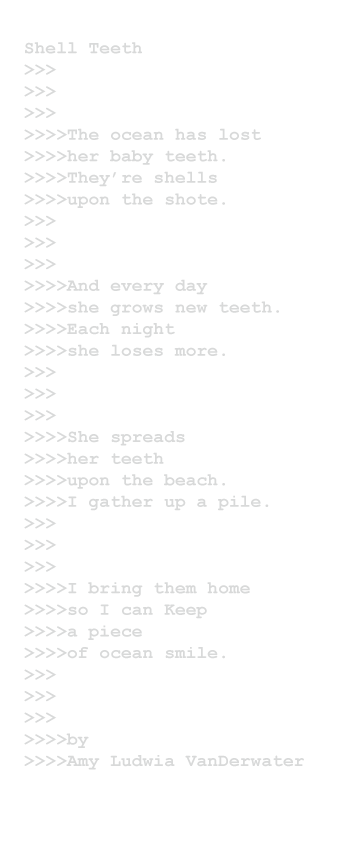 Shell Teeth
>>>
>>>
>>>
>>>>The ocean has lost
>>>>her baby teeth.
>>>>They’re shells
>>>>upon the shote.
>>>
>>>
>>>
>>>>And every day
>>>>she grows new teeth.
>>>>Each night
>>>>she loses more.
>>>
>>>
>>>
>>>>She spreads
>>>>her teeth
>>>>upon the beach.
>>>>I gather up a pile.
>>>
>>>
>>>
>>>>I bring them home
>>>>so I can Keep
>>>>a piece
>>>>of ocean smile.
>>>
>>>
>>>
>>>>by
>>>>Amy Ludwia VanDerwater